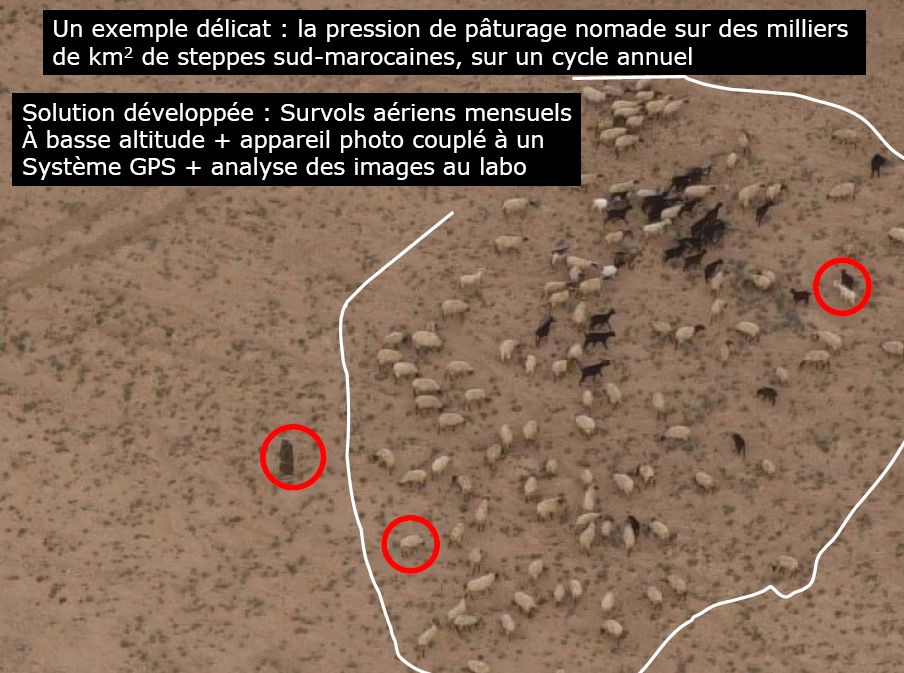 Un exemple délicat : la pression de pâturage nomade sur des milliers
de km² de steppes sud-marocaines, sur un cycle annuel
Solution développée : Survols aériens mensuels
À basse altitude + appareil photo couplé à un
Système GPS + analyse des images au labo